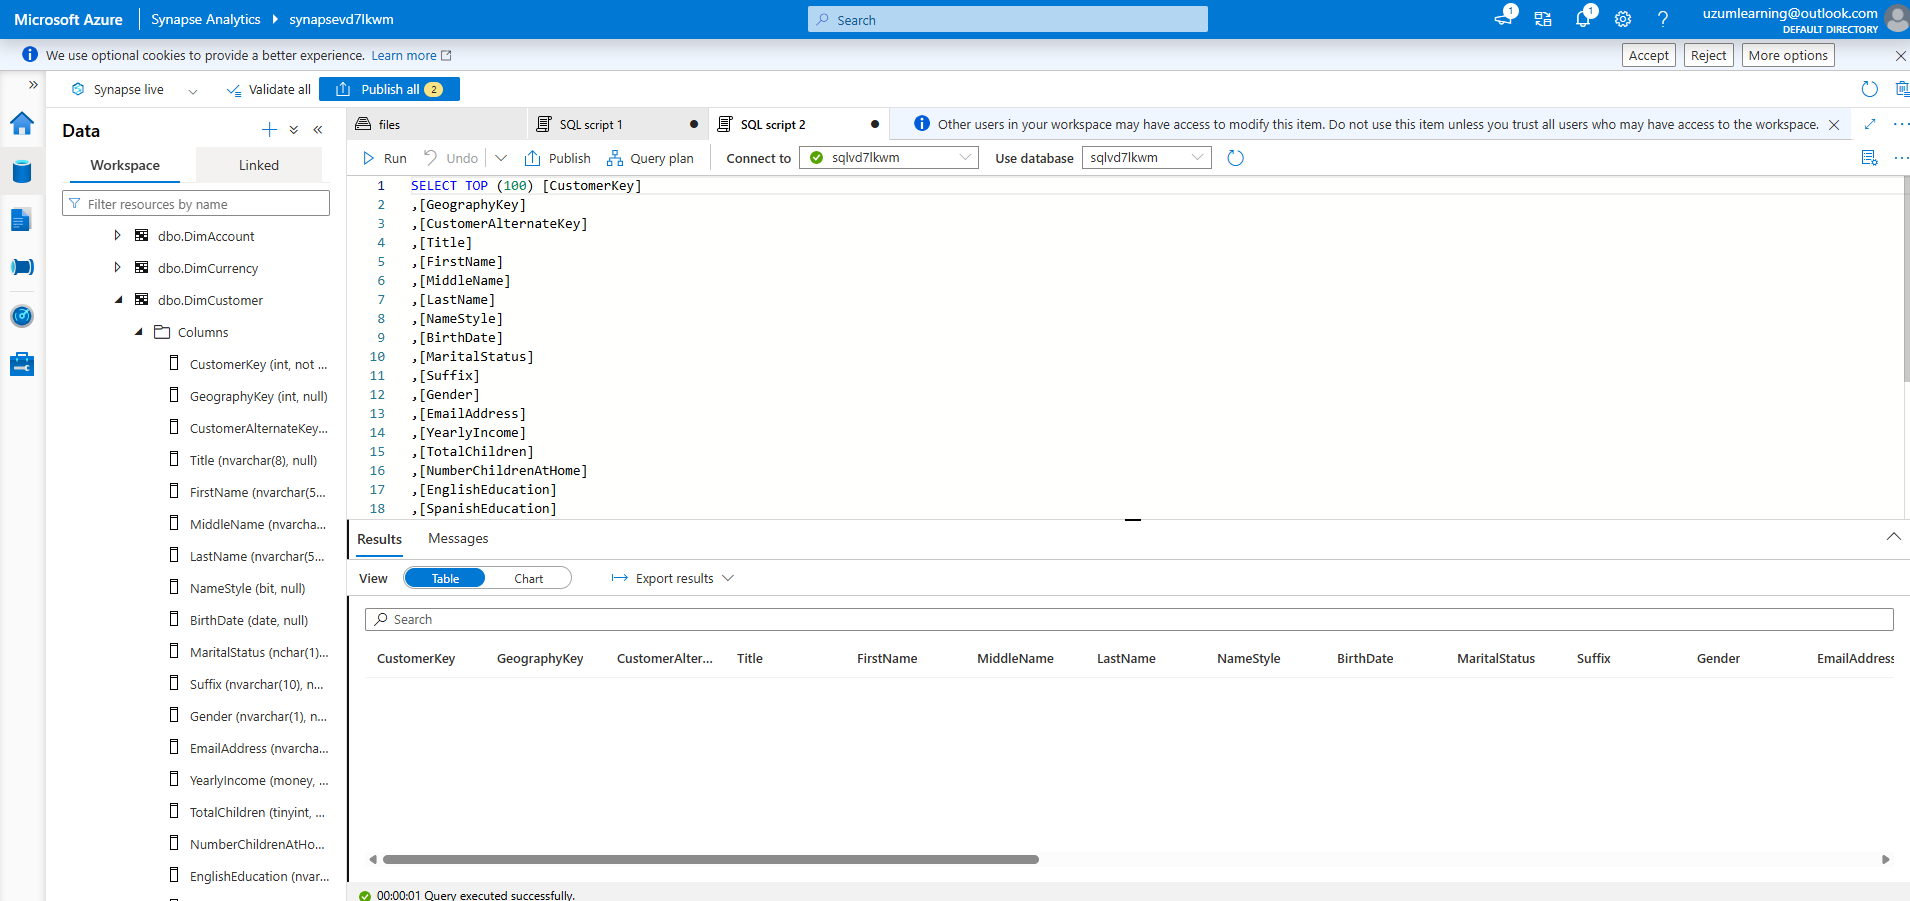 Microsoft Azure
Synapse Analytics
synapsevd7lkwm
Search
1
1
uzumlearning@outlook.com
DEFAULT DIRECTORY
We use optional cookies to provide a better experience. Learn more
Accept
Reject
More options
Synapse live
Validate all
Publish all 2
Data
Workspace
Linked
Filter resources by name
dbo.DimAccount
dbo.DimCurrency
dbo.DimCustomer
Columns
CustomerKey (int, not ...
GeographyKey (int, null)
CustomerAlternateKey...
Title (nvarchar(8), null)
FirstName (nvarchar(5...
MiddleName (nvarcha...
LastName (nvarchar(5...
NameStyle (bit, null)
BirthDate (date, null)
MaritalStatus (nchar(1)...
Suffix (nvarchar(10), n...
Gender (nvarchar(1), n...
EmailAddress (nvarcha...
YearlyIncome (money, ...
TotalChildren (tinyint, ...
NumberChildrenAtHo...
EnglishEducation (nvar...
files
SQL script 1
SQL script 2
Other users in your workspace may have access to modify this item. Do not use this item unless you trust all users who may have access to the workspace.
Run
Undo
Publish
Query plan
Connect to
sqlvd7lkwm
Use database
sqlvd7lkwm
1 SELECT TOP (100) [CustomerKey]
2 ,[GeographyKey]
3 ,[CustomerAlternateKey]
4 ,[Title]
5 ,[FirstName]
6 ,[MiddleName]
7 ,[LastName]
8 ,[NameStyle]
9 ,[BirthDate]
10 ,[MaritalStatus]
11 ,[Suffix]
12 ,[Gender]
13 ,[EmailAddress]
14 ,[YearlyIncome]
15 ,[TotalChildren]
16 ,[NumberChildrenAtHome]
17 ,[EnglishEducation]
18 ,[SpanishEducation]
Results
Messages
View
Table
Chart
Export results
Search
CustomerKey
GeographyKey
CustomerAlter...
Title
FirstName
MiddleName
LastName
NameStyle
BirthDate
MaritalStatus
Suffix
Gender
EmailAddress
00:00:01 Query executed successfully.